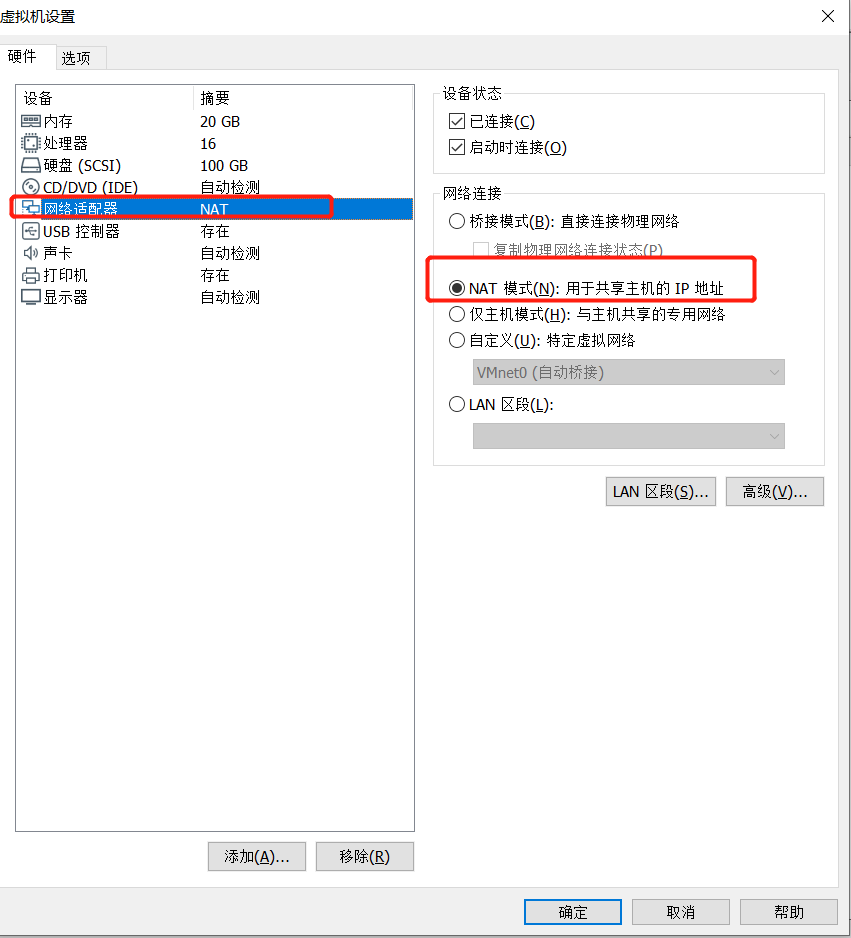 虚拟机设置
硬件 选项
设备 摘要
内存 20 GB
处理器 16
硬盘 (SCSI) 100 GB
CD/DVD (IDE) 自动检测
网络适配器 NAT
USB 控制器 存在
声卡 自动检测
打印机 存在
显示器 自动检测
添加(A)... 移除(R)
设备状态
已连接(C)
启动时连接(O)
网络连接
桥接模式(B): 直接连接物理网络
复制物理网络连接状态(P)
NAT 模式(N): 用于共享主机的 IP 地址
仅主机模式(H): 与主机共享的专用网络
自定义(U): 特定虚拟网络
VMnet0 (自动桥接)
LAN 区段(L):
LAN 区段(S)... 高级(V)...
确定 取消 帮助